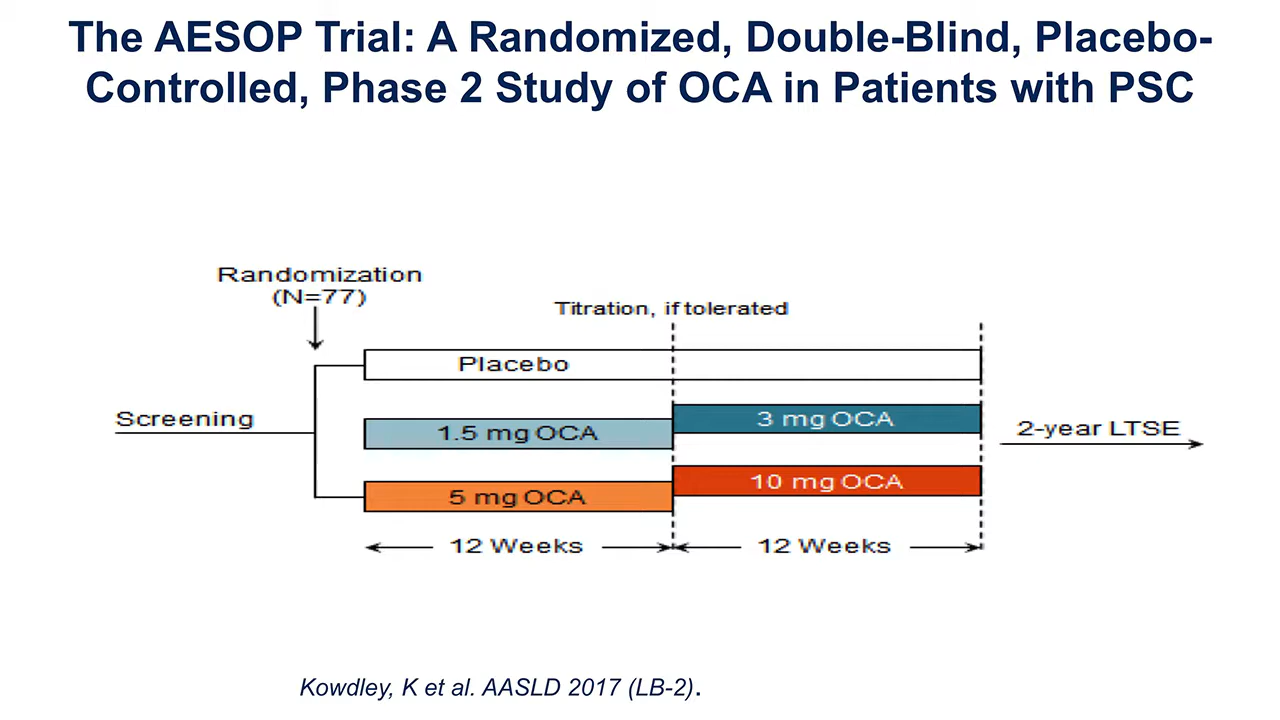 The AESOP Trial: A Randomized, Double-Blind, Placebo-
Controlled, Phase 2 Study of OCA in Patients with PSC
Randomization
(N=77)
Titration, if tolerated
Placebo
Screening
1.5 mg OCA
3 mg OCA
2-year LTSE
5 mg OCA
10 mg OCA
12 Weeks
12 Weeks
Kowdley, K et al. AASLD 2017 (LB-2).